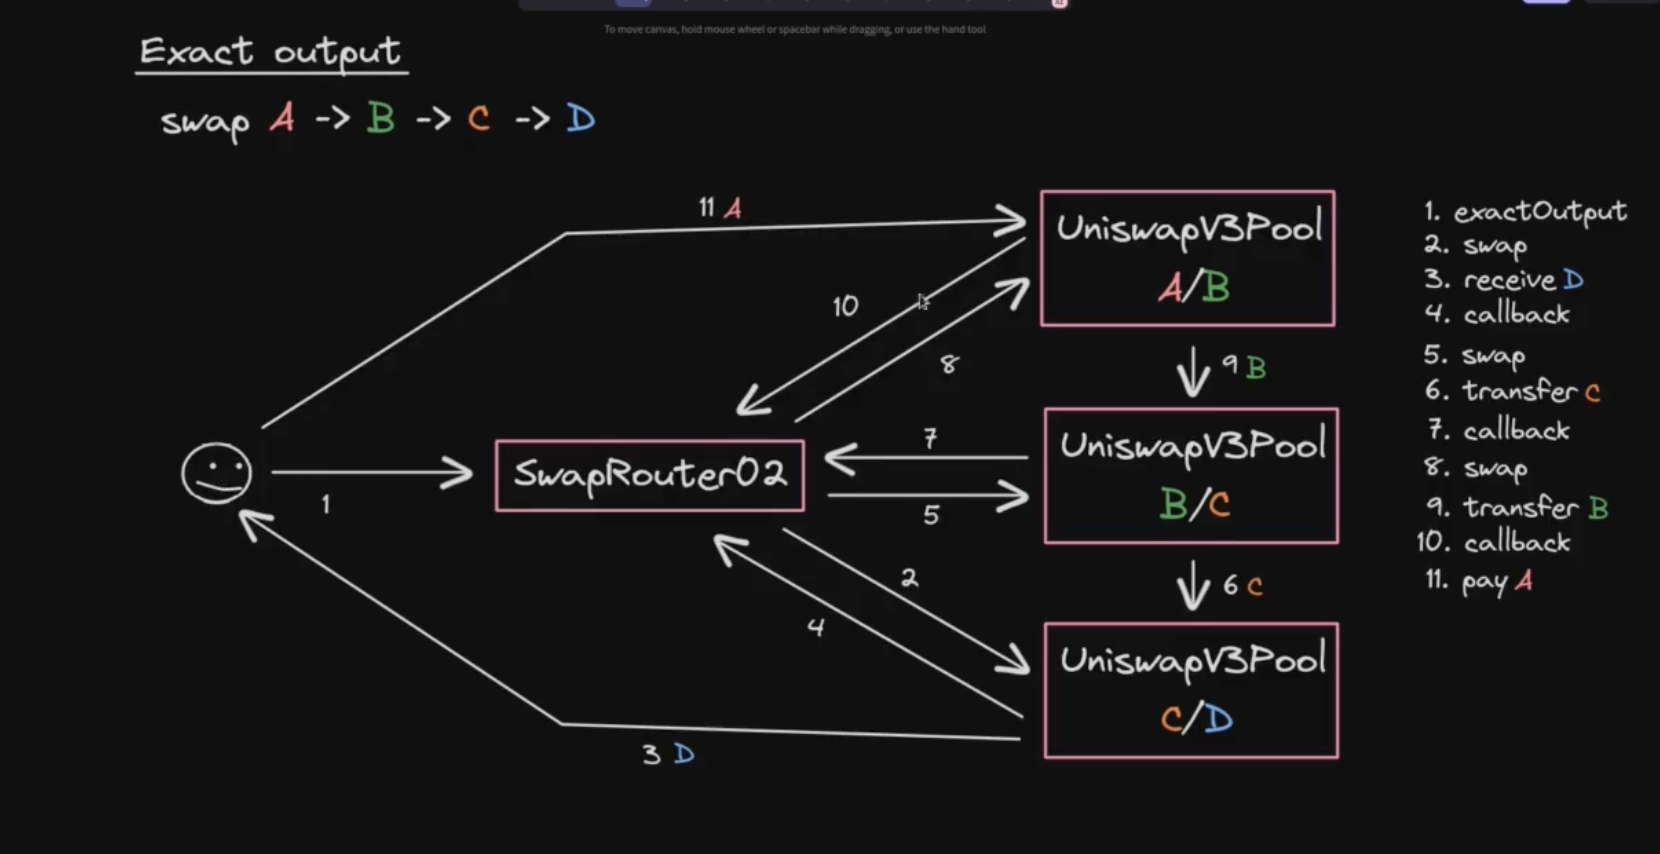 To move canvas, hold mouse wheel or spacebar while dragging, or use the hand tool
Exact output
swap A -> B -> C -> D
11 A
10
8
1
SwapRouter02
7
5
2
4
3 D
UniswapV3Pool
A/B
9 B
UniswapV3Pool
B/C
6 C
UniswapV3Pool
C/D
1. exactOutput
2. swap
3. receive D
4. callback
5. swap
6. transfer C
7. callback
8. swap
9. transfer B
10. callback
11. pay A